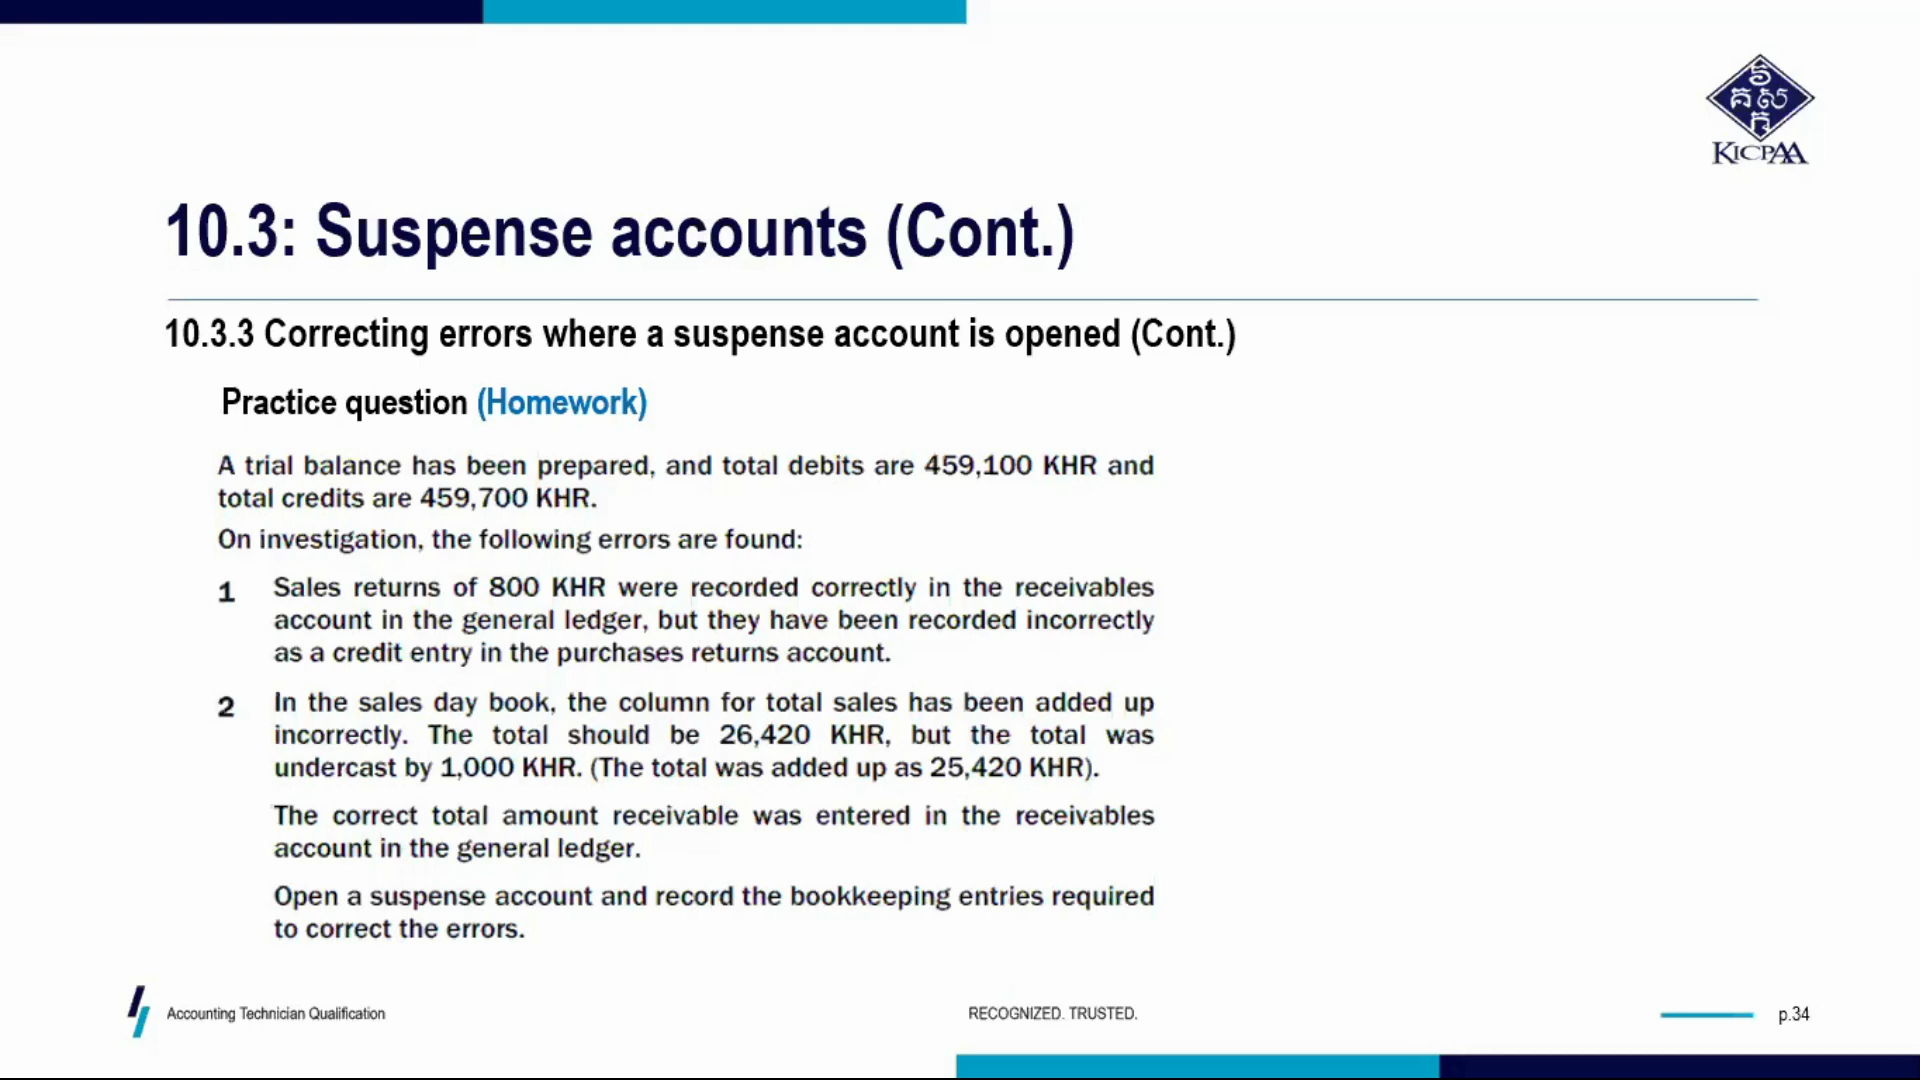 វិ
គ ស
ក
KICPAA
10.3: Suspense accounts (Cont.)
10.3.3 Correcting errors where a suspense account is opened (Cont.)
Practice question (Homework)
A trial balance has been prepared, and total debits are 459,100 KHR and
total credits are 459,700 KHR.
On investigation, the following errors are found:
1 Sales returns of 800 KHR were recorded correctly in the receivables
account in the general ledger, but they have been recorded incorrectly
as a credit entry in the purchases returns account.
2 In the sales day book, the column for total sales has been added up
incorrectly. The total should be 26,420 KHR, but the total was
undercast by 1,000 KHR. (The total was added up as 25,420 KHR).
The correct total amount receivable was entered in the receivables
account in the general ledger.
Open a suspense account and record the bookkeeping entries required
to correct the errors.
Accounting Technician Qualification
RECOGNIZED. TRUSTED.
p.34